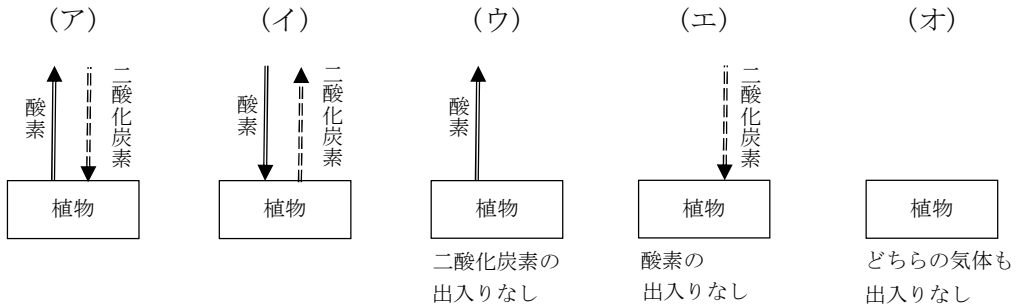 (ア)
(イ)
(ウ)
(エ)
(オ)
酸素
二酸化炭素
酸素
二酸化炭素
酸素
二酸化炭素
植物
植物
植物
植物
植物
二酸化炭素の
出入りなし
酸素の
出入りなし
どちらの気体も
出入りなし